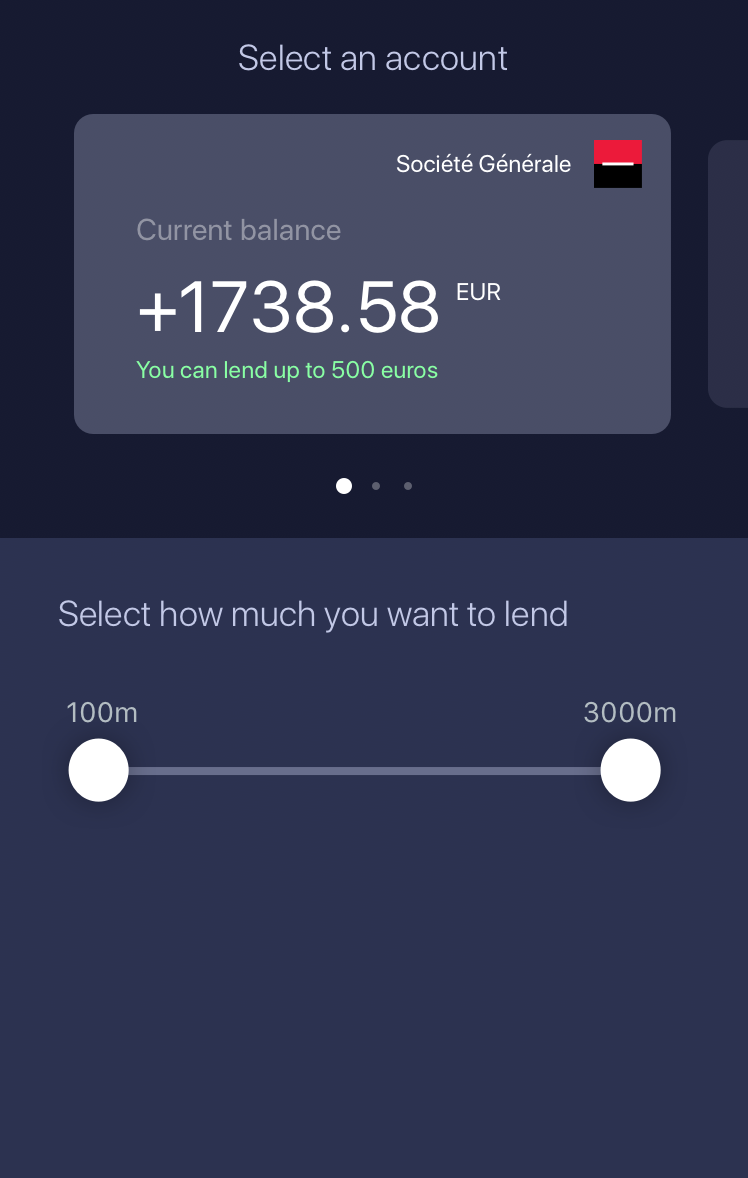 Select an account
Société Générale
Current balance
+1738.58 EUR
You can lend up to 500 euros
Select how much you want to lend
100m 3000m